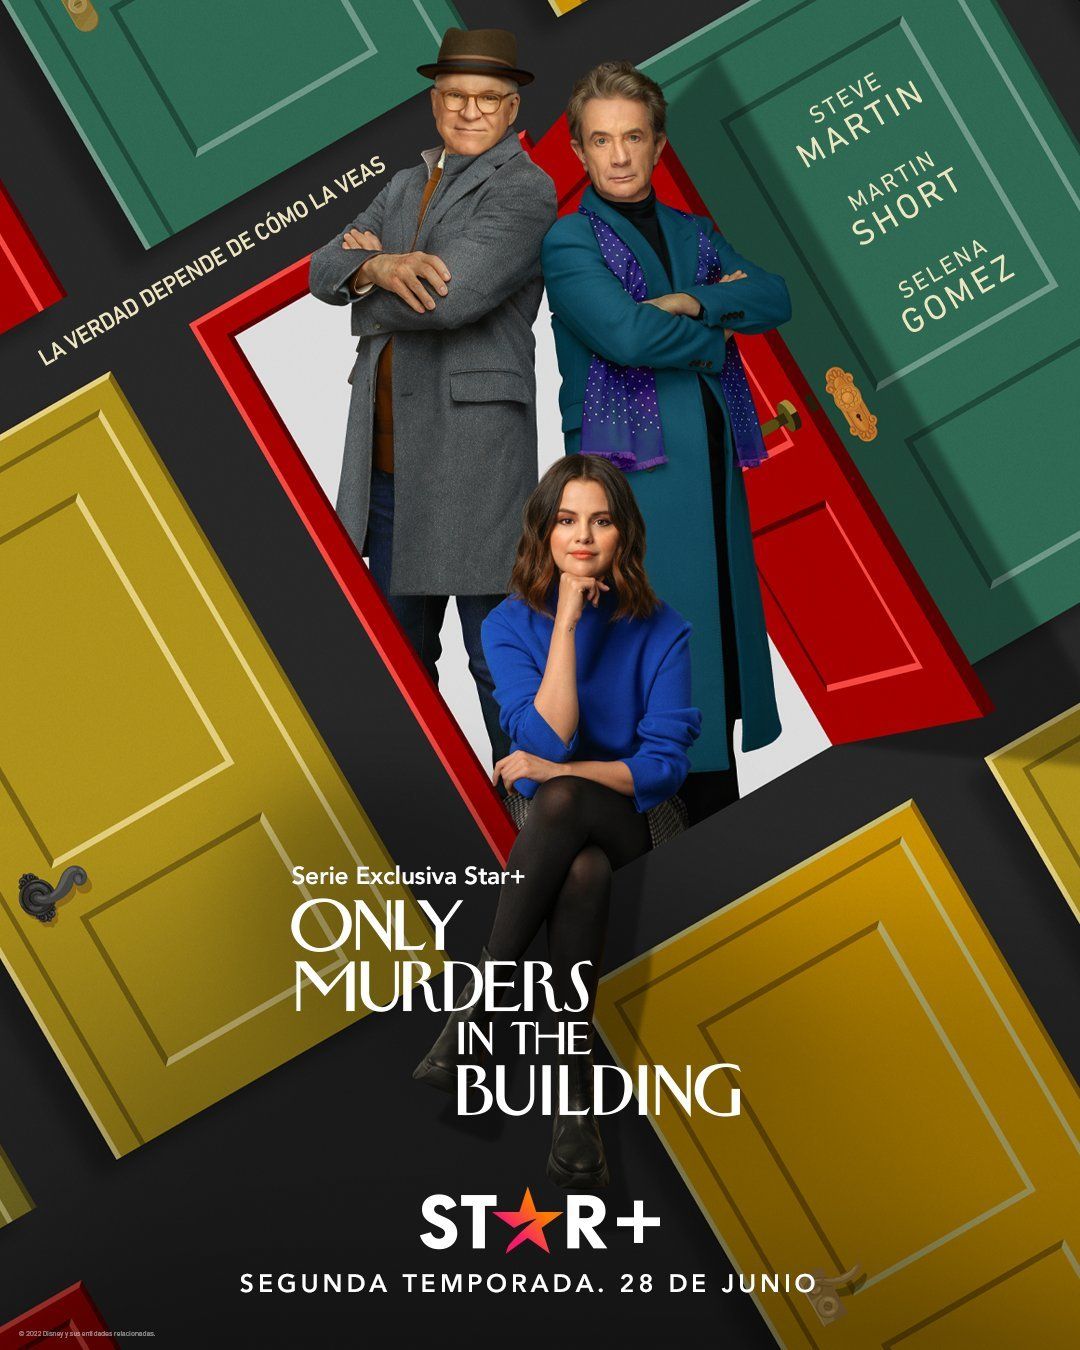 LA VERDAD DEPENDE DE CÓMO LA VEAS
STEVE
MARTIN
MARTIN
SHORT
SELENA
GOMEZ
Serie Exclusiva Star+
ONLY
MURDERS
IN THE
BUILDING
STAR+
SEGUNDA TEMPORADA. 28 DE JUNIO
© 2022 Disney y sus entidades relacionadas.